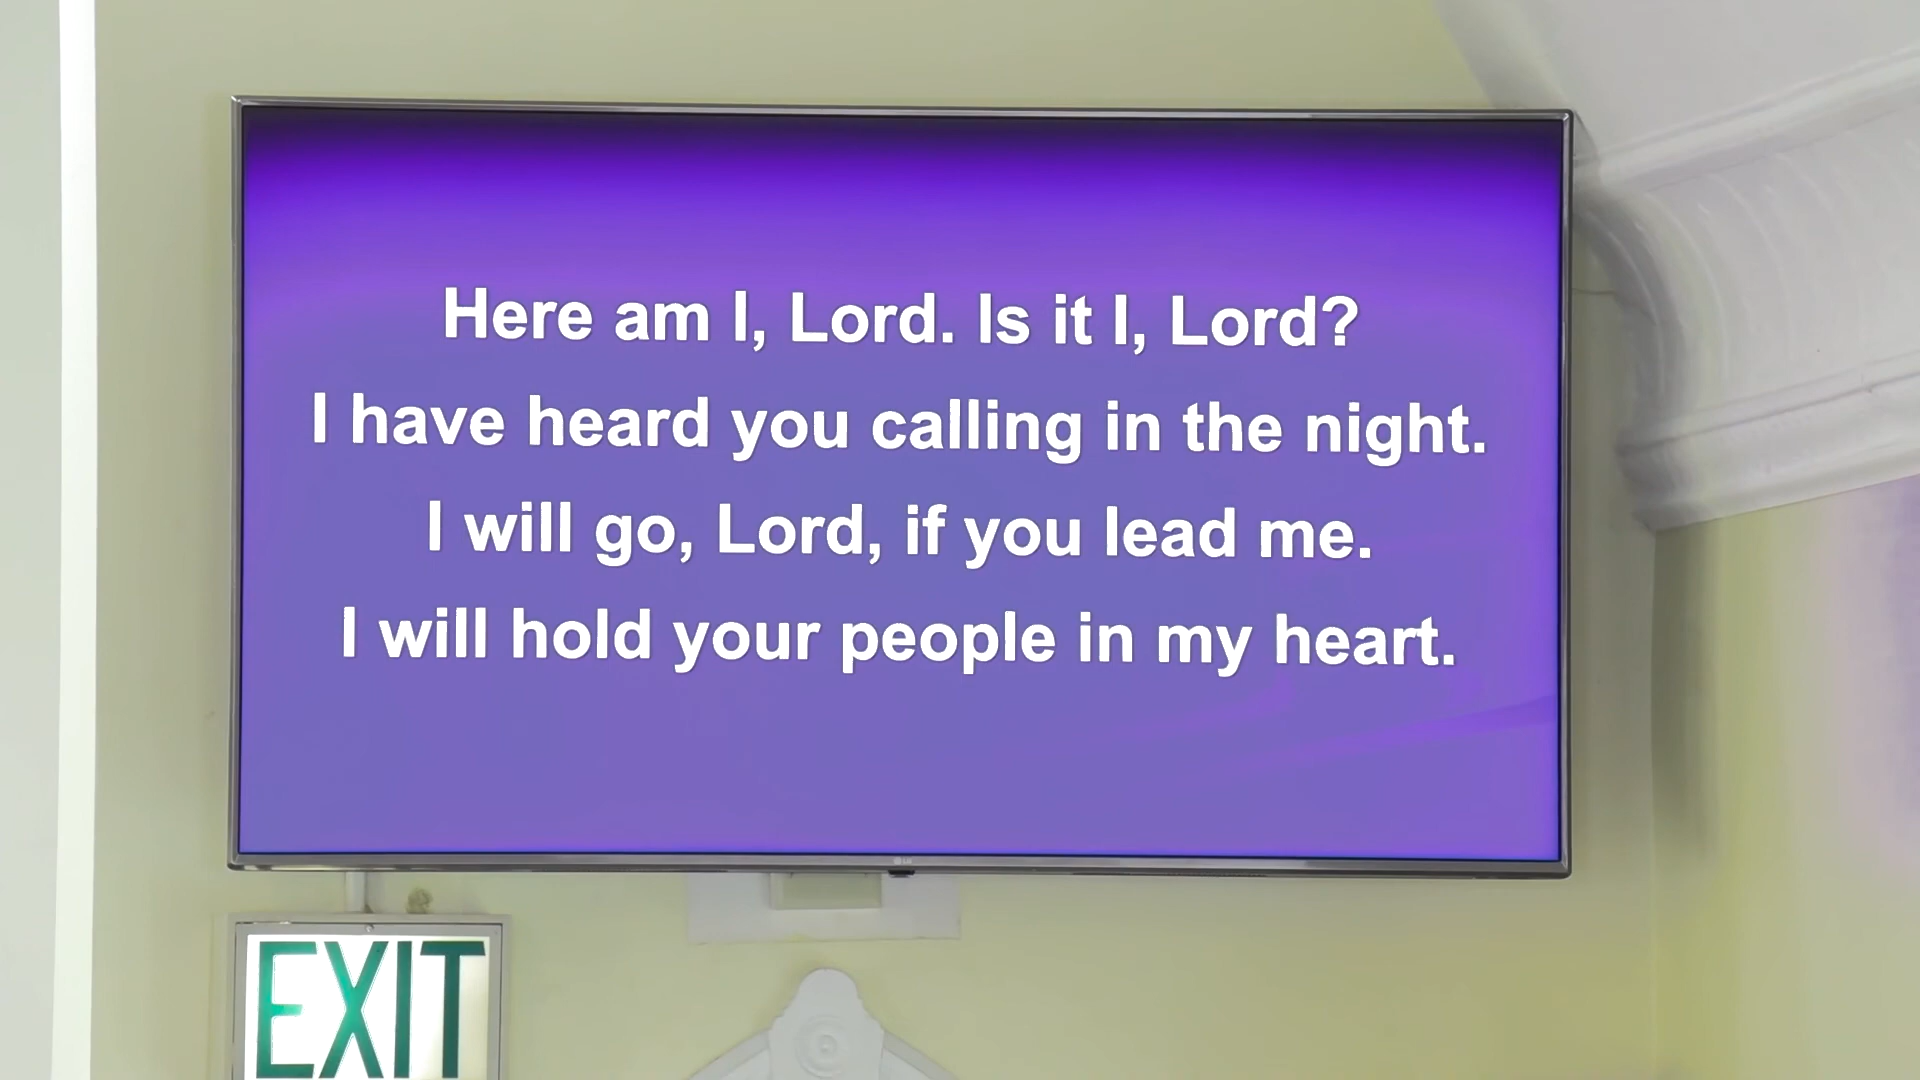 Here am I, Lord. Is it I, Lord?
I have heard you calling in the night.
I will go, Lord, if you lead me.
I will hold your people in my heart.
LG
EXIT